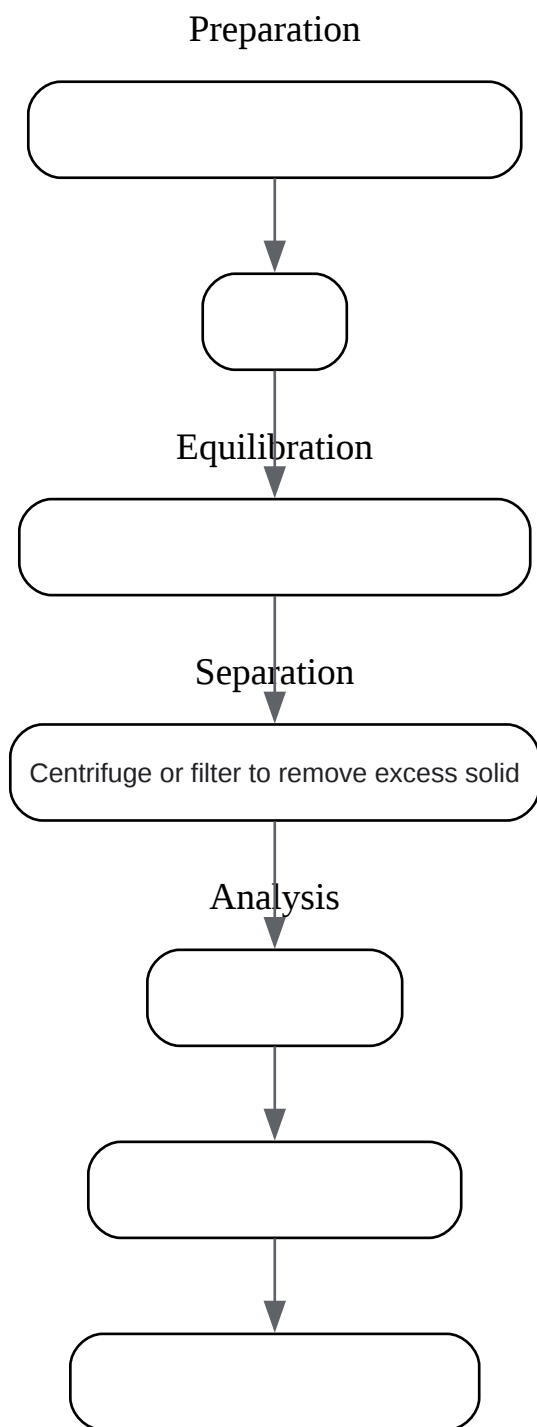 Preparation
Equilibration
Separation
Centrifuge or filter to remove excess solid
Analysis